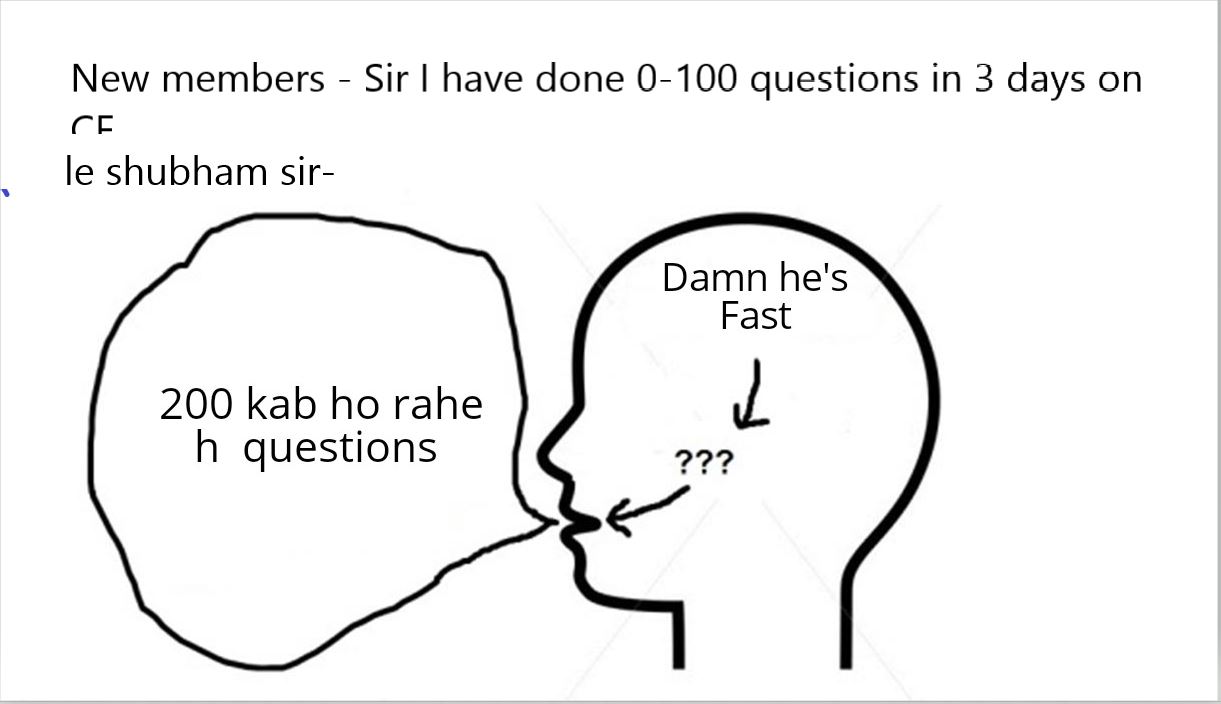 New members - Sir I have done 0-100 questions in 3 days on
CF
le shubham sir-
Damn he's
Fast
200 kab ho rahe
h questions
???